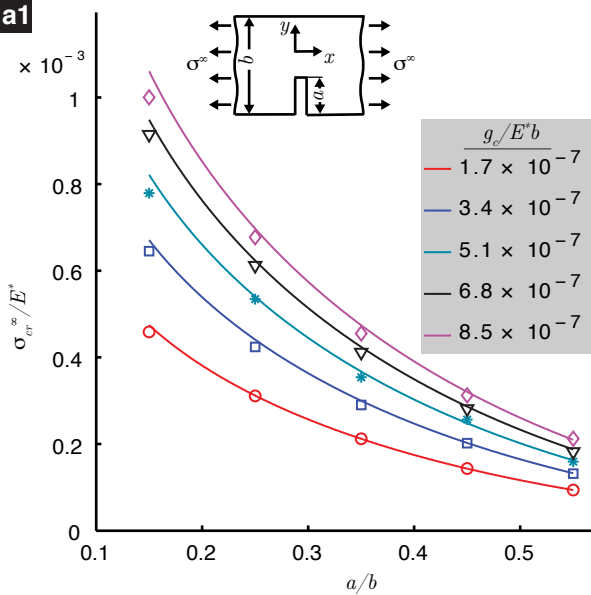 a1
× 10⁻³
1
0.8
0.6
0.4
0.2
0
0.1
0.2
0.3
0.4
0.5
a/b
σ∞cr/E*
σ∞
b
y
x
a
σ∞
gc/E*b
1.7 × 10⁻⁷
3.4 × 10⁻⁷
5.1 × 10⁻⁷
6.8 × 10⁻⁷
8.5 × 10⁻⁷